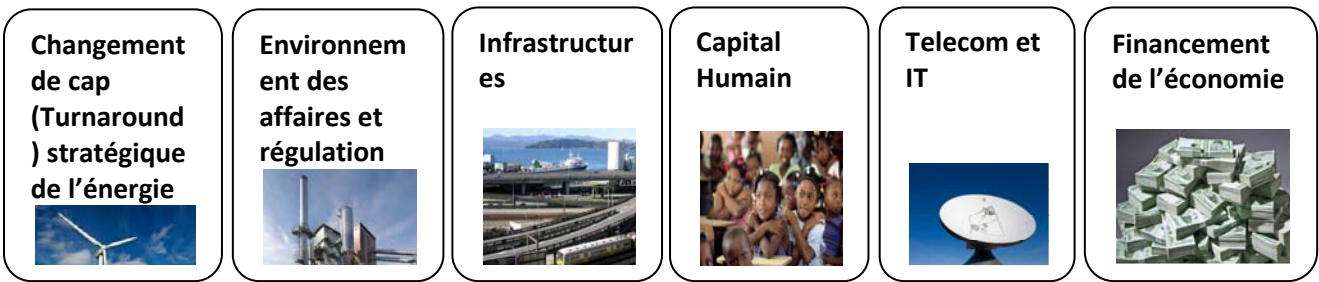 Changement
de cap
(Turnaround
) stratégique
de l’énergie
Environnem
ent des
affaires et
régulation
Infrastructur
es
Capital
Humain
Telecom et
IT
Financement
de l’économie